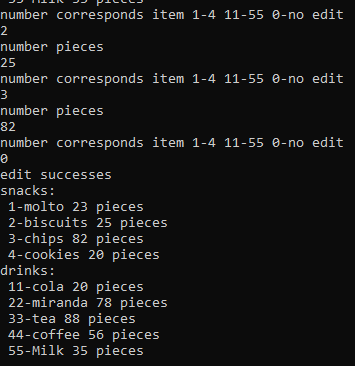 55-Milk 35 pieces
number corresponds item 1-4 11-55 0-no edit
2
number pieces
25
number corresponds item 1-4 11-55 0-no edit
3
number pieces
82
number corresponds item 1-4 11-55 0-no edit
0
edit successes
snacks:
1-molto 23 pieces
2-biscuits 25 pieces
3-chips 82 pieces
4-cookies 20 pieces
drinks:
11-cola 20 pieces
22-miranda 78 pieces
33-tea 88 pieces
44-coffee 56 pieces
55-Milk 35 pieces